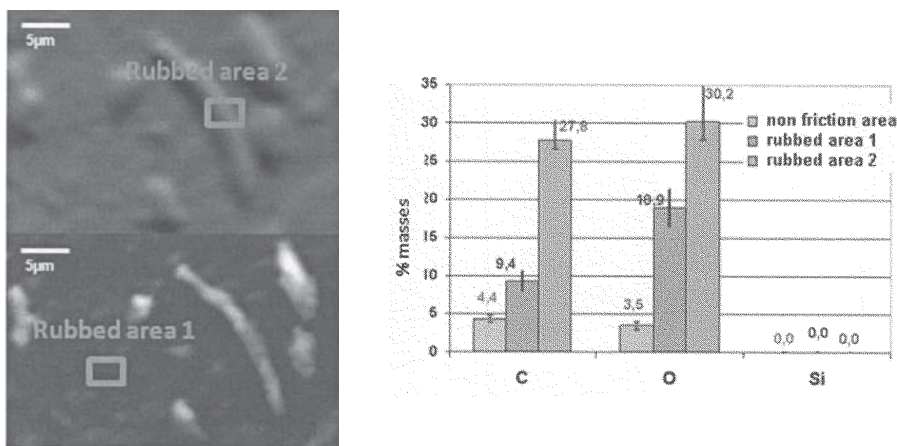 5μm
Rubbed area 2
5μm
Rubbed area 1
% masses
35
30
25
20
15
10
5
0
4,4
9,4
27,8
3,5
18,9
30,2
0,0
0,0
0,0
C
O
Si
non friction area
rubbed area 1
rubbed area 2